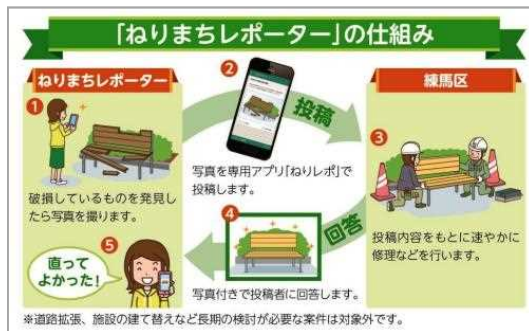 「ねりまちレポーター」の仕組み
ねりまちレポーター
❶
破損しているものを発見し
たら写真を撮ります。
❷
投稿
写真を専用アプリ「ねりレポ」で
投稿します。
練馬区
❸
投稿内容をもとに速やかに
修理などを行います。
❹
回答
写真付きで投稿者に回答します。
❺
直って
よかった!
※道路拡張、施設の建て替えなど長期の検討が必要な案件は対象外です。